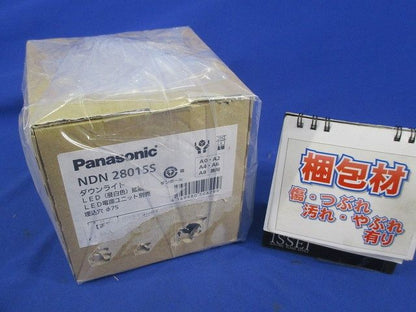 Panasonic
NDN 28015S
ダウンライト
LED(昼白色)拡散
LED電源ユニット別売
埋込穴 φ75
梱包材
傷・つぶれ
汚れ・やぶれ
有り
ISSEI